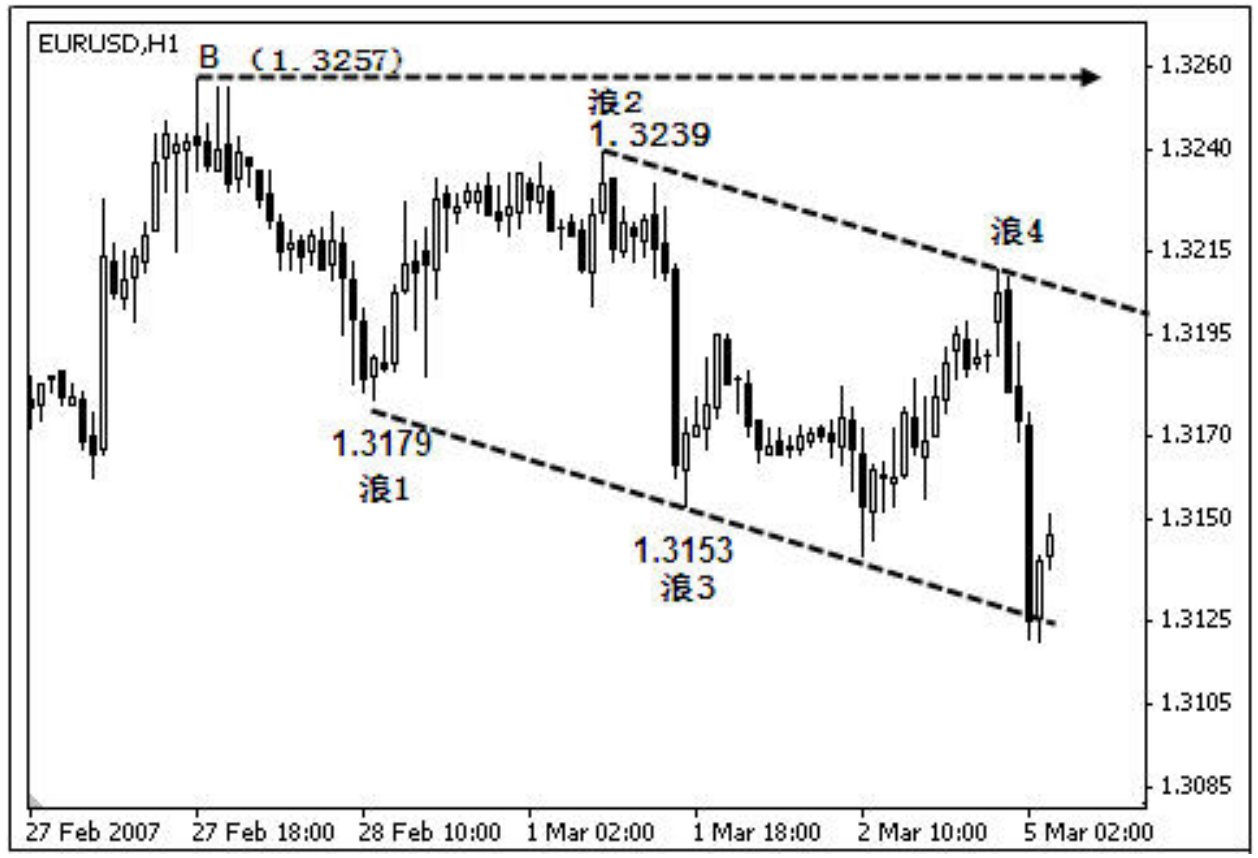 EURUSD,H1
B （1. 3257）
浪2
1. 3239
浪4
1.3179
浪1
1.3153
浪3
1.3260
1.3240
1.3215
1.3195
1.3170
1.3150
1.3125
1.3105
1.3085
27 Feb 2007 27 Feb 18:00 28 Feb 10:00 1 Mar 02:00 1 Mar 18:00 2 Mar 10:00 5 Mar 02:00